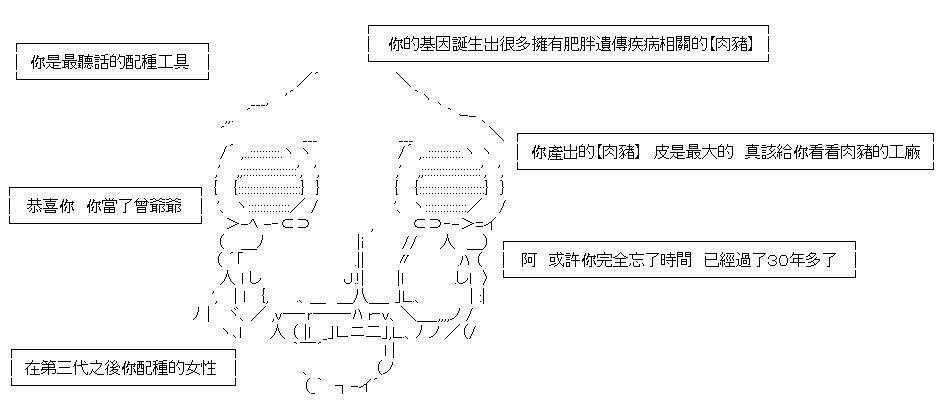 你的基因誕生出很多擁有肥胖遺傳疾病相關的【肉豬】
你是最聽話的配種工具
你產出的【肉豬】 皮是最大的 真該給你看看肉豬的工廠
恭喜你 你當了曾爺爺
阿 或許你完全忘了時間 已經過了30年多了
在第三代之後你配種的女性